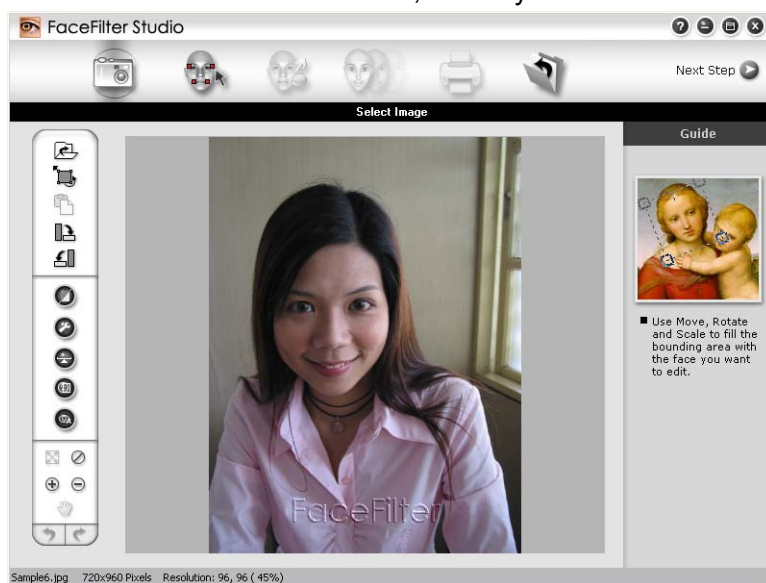 FaceFilter Studio
Next Step
Select Image
Guide
Use Move, Rotate
and Scale to fill the
bounding area with
the face you want
to edit.
FaceFilter
Sample6.jpg 720x960 Pixels Resolution: 96, 96 ( 45%)